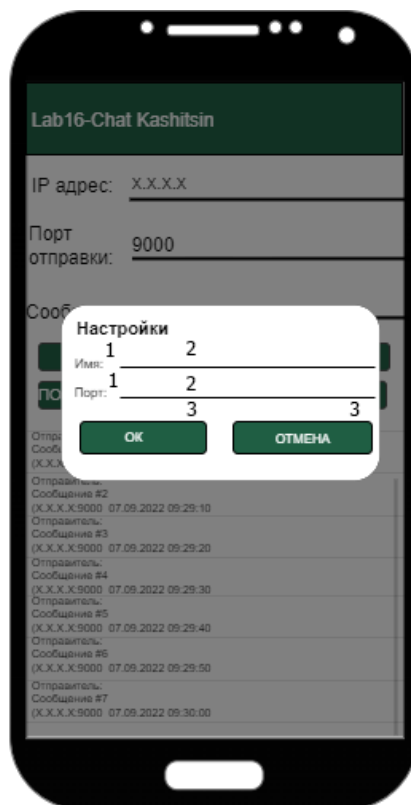 Lab16-Chat Kashitsin
IP адрес: X.X.X.X
Порт
отправки: 9000
Сооб
Настройки
1 2
Имя:
1 2
Порт:
3 3
ПО
ОК ОТМЕНА
Отпра
Сообщ
(X.X.X
Отправитель:
Сообщение #2
(X.X.X.X:9000 07.09.2022 09:29:10
Отправитель:
Сообщение #3
(X.X.X.X:9000 07.09.2022 09:29:20
Отправитель:
Сообщение #4
(X.X.X.X:9000 07.09.2022 09:29:30
Отправитель:
Сообщение #5
(X.X.X.X:9000 07.09.2022 09:29:40
Отправитель:
Сообщение #6
(X.X.X.X:9000 07.09.2022 09:29:50
Отправитель:
Сообщение #7
(X.X.X.X:9000 07.09.2022 09:30:00